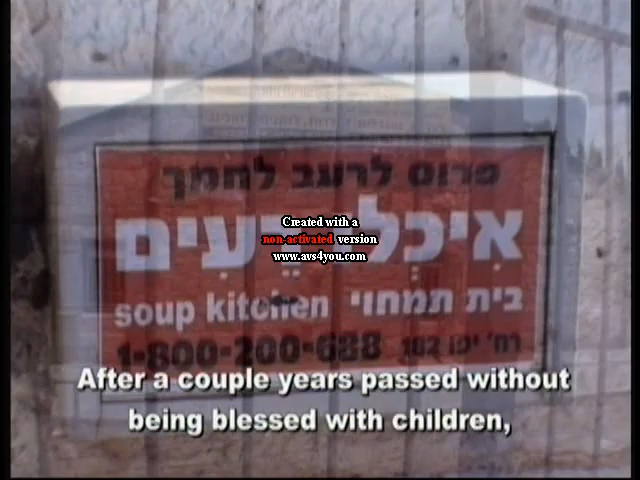 פרוס לרעב לחמך
רֵעִים
Created with a
non-activated version
www.avs4you.com
בית תמחוי soup kitchen
רח' יפו
1-800-200-688
After a couple years passed without
being blessed with children,